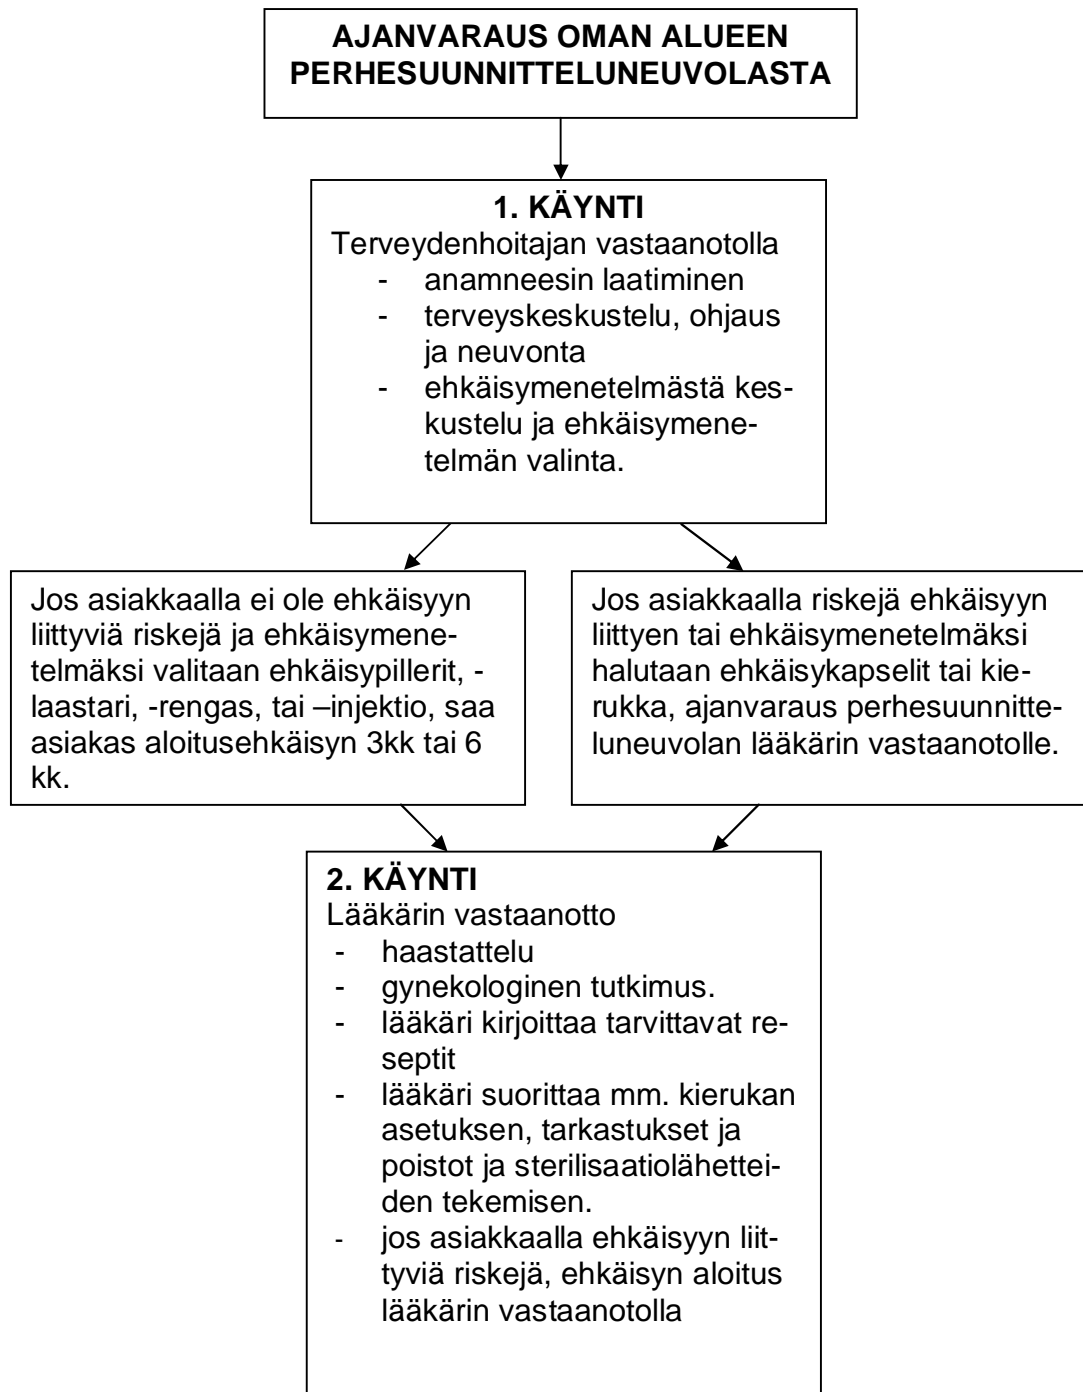 AJANVARAUS OMAN ALUEEN
PERHESUUNNITTELUNEUVOLASTA
1. KÄYNTI
Terveydenhoitajan vastaanotolla
- anamneesin laatiminen
- terveyskeskustelu, ohjaus
ja neuvonta
- ehkäisymenetelmästä kes-
kustelu ja ehkäisymene-
telmän valinta.
Jos asiakkaalla ei ole ehkäisyyn
liittyviä riskejä ja ehkäisymene-
telmäksi valitaan ehkäisypillerit, -
laastari, -rengas, tai –injektio, saa
asiakas aloitusehkäisyn 3kk tai 6
kk.
Jos asiakkaalla riskejä ehkäisyyn
liittyen tai ehkäisymenetelmäksi
halutaan ehkäisykapselit tai kie-
rukka, ajanvaraus perhesuunnitte-
luneuvolan lääkärin vastaanotolle.
2. KÄYNTI
Lääkärin vastaanotto
- haastattelu
- gynekologinen tutkimus.
- lääkäri kirjoittaa tarvittavat re-
septit
- lääkäri suorittaa mm. kierukan
asetuksen, tarkastukset ja
poistot ja sterilisaatiolähettei-
den tekemisen.
- jos asiakkaalla ehkäisyyn liit-
tyviä riskejä, ehkäisyn aloitus
lääkärin vastaanotolla